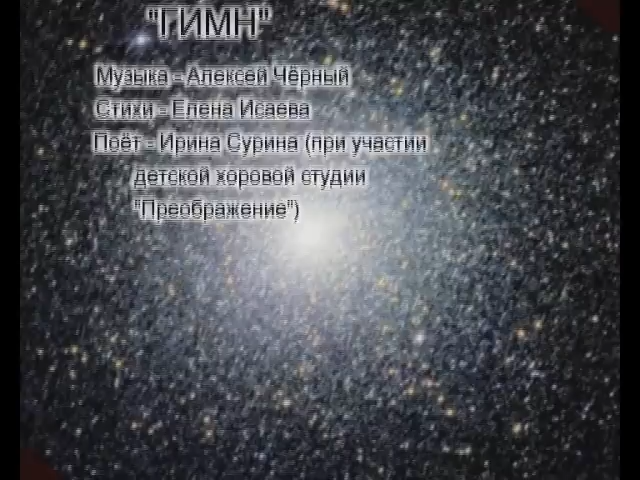 "ГИМН"
Музыка - Алексей Чёрный
Стихи - Елена Исаева
Поёт - Ирина Сурина (при участии
детской хоровой студии
"Преображение")